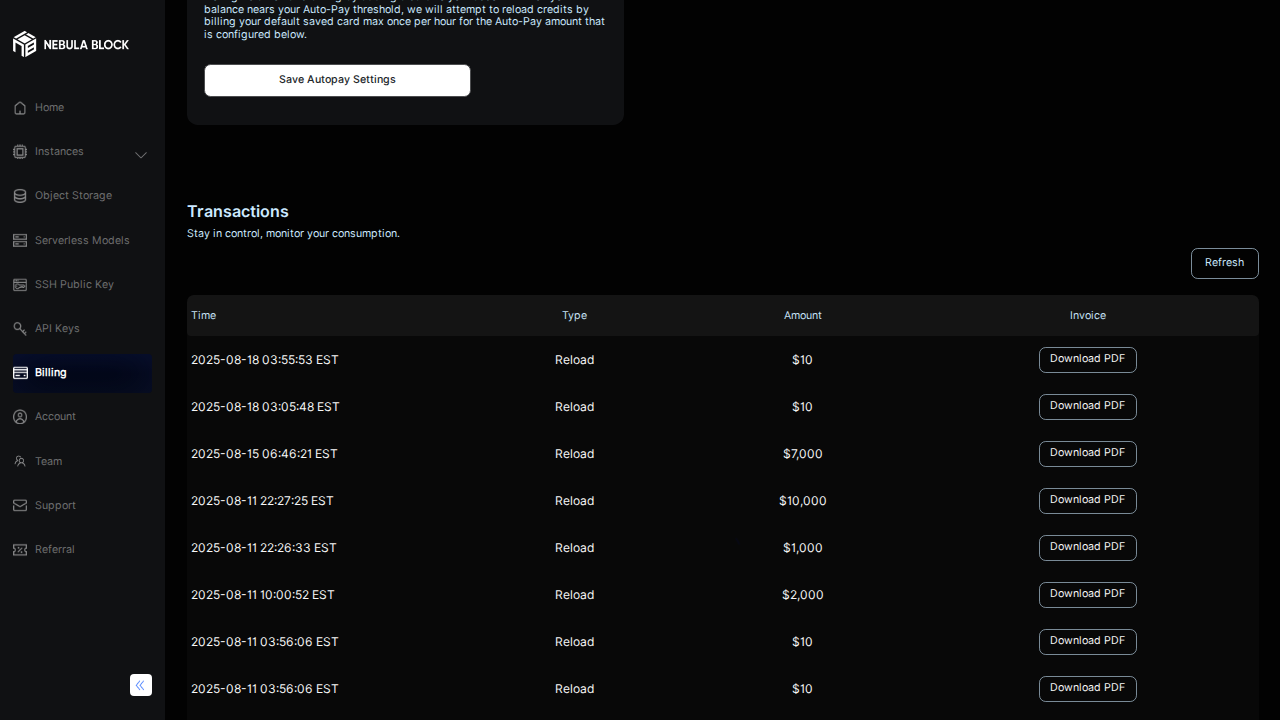 NEBULA BLOCK
Home
Instances
Object Storage
Serverless Models
SSH Public Key
API Keys
Billing
Account
Team
Support
Referral
balance nears your Auto-Pay threshold, we will attempt to reload credits by
billing your default saved card max once per hour for the Auto-Pay amount that
is configured below.
Save Autopay Settings
Transactions
Stay in control, monitor your consumption.
Refresh
Time Type Amount Invoice
2025-08-18 03:55:53 EST Reload $10 Download PDF
2025-08-18 03:05:48 EST Reload $10 Download PDF
2025-08-15 06:46:21 EST Reload $7,000 Download PDF
2025-08-11 22:27:25 EST Reload $10,000 Download PDF
2025-08-11 22:26:33 EST Reload $1,000 Download PDF
2025-08-11 10:00:52 EST Reload $2,000 Download PDF
2025-08-11 03:56:06 EST Reload $10 Download PDF
2025-08-11 03:56:06 EST Reload $10 Download PDF